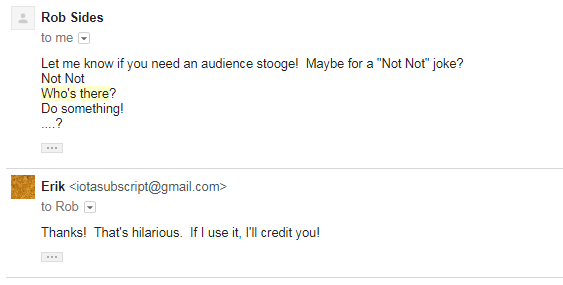 Rob Sides
to me
Let me know if you need an audience stooge!  Maybe for a "Not Not" joke?
Not Not
Who's there?
Do something!
....?
Erik <iotasubscript@gmail.com>
to Rob
Thanks!  That's hilarious.  If I use it, I'll credit you!